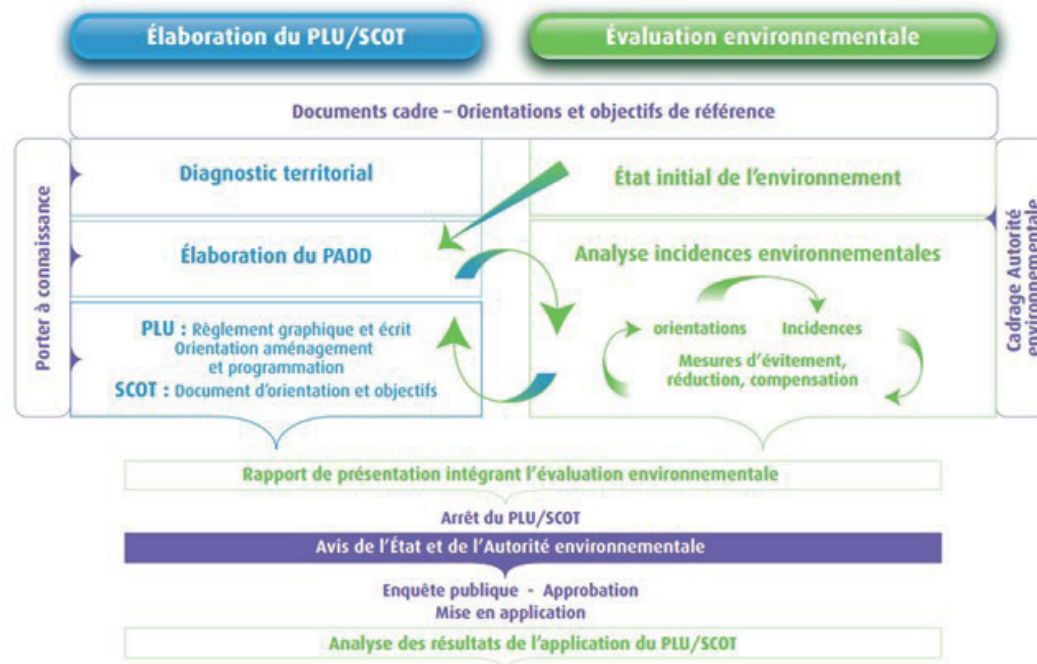 Élaboration du PLU/SCOT
Évaluation environnementale
Documents cadre – Orientations et objectifs de référence
Porter à connaissance
Diagnostic territorial
État initial de l'environnement
Cadrage Autorité
environnementale
Élaboration du PADD
Analyse incidences environnementales
PLU : Règlement graphique et écrit
Orientation aménagement
et programmation
SCOT : Document d'orientation et objectifs
orientations
Incidences
Mesures d'évitement,
réduction, compensation
Rapport de présentation intégrant l'évaluation environnementale
Arrêt du PLU/SCOT
Avis de l'État et de l'Autorité environnementale
Enquête publique - Approbation
Mise en application
Analyse des résultats de l'application du PLU/SCOT